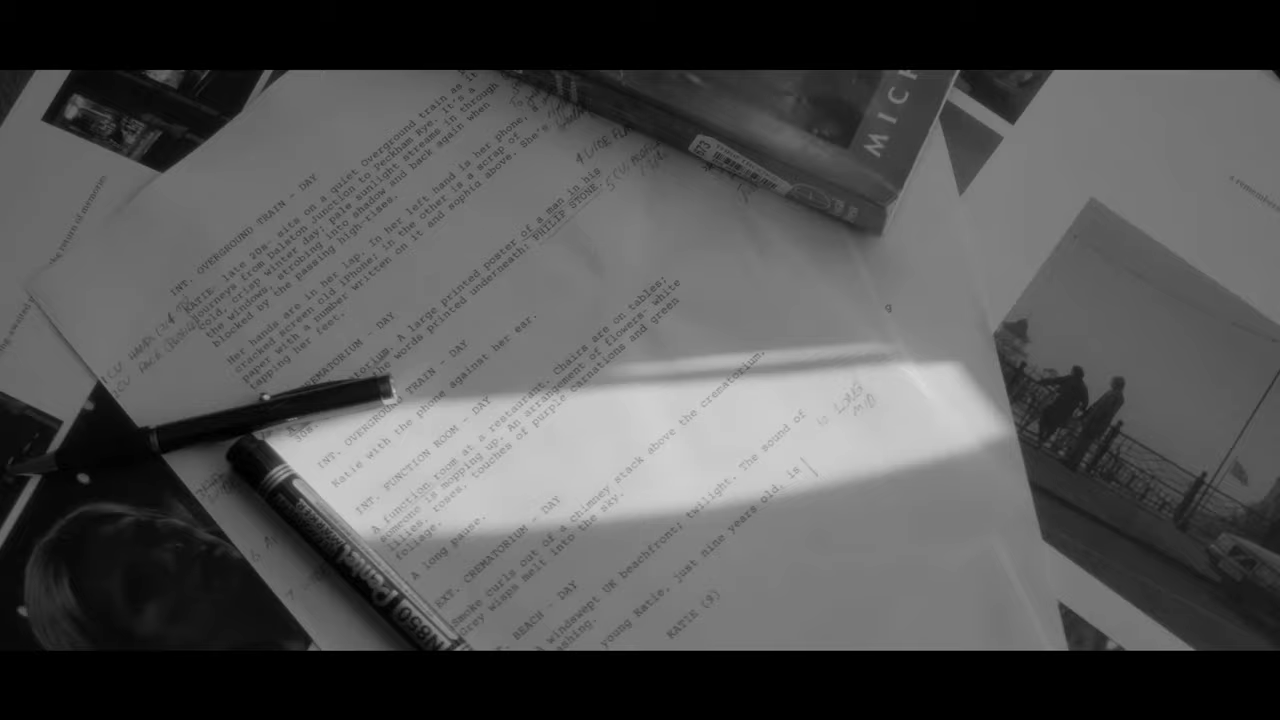 INT. OVERGROUND TRAIN - DAY
KATIE- late 20s- sits on a quiet Overground train as it
journeys from Dalston Junction to Peckham Rye. It's a
cold, crisp winter day; pale sunlight streams in through
the windows, strobing into shadow and back again when
blocked by the passing high-rises.
Her hands are in her lap. In her left hand is her phone,
cracked screen old iPhone; in the other is a scrap of
paper with a number written on it and sophia above. She's
tapping her feet.
CREMATORIUM - DAY
A large printed poster of a man in his
words printed underneath: PHILIP STONE.
30s.
INT. OVERGROUND TRAIN - DAY
Katie with the phone against her ear.
INT. FUNCTION ROOM - DAY
A function room at a restaurant. Chairs are on tables;
someone is mopping up. An arrangement of flowers- white
lilies, roses, touches of purple carnations and green
foliage.
A long pause.
EXT. CREMATORIUM - DAY
Smoke curls out of a chimney stack above the crematorium.
Grey wisps melt into the sky.
BEACH - DAY
A windswept UK beachfront; twilight. The sound of
young Katie, just nine years old, is
KATIE (9)
MICH
Pentel
N850
the return of memories